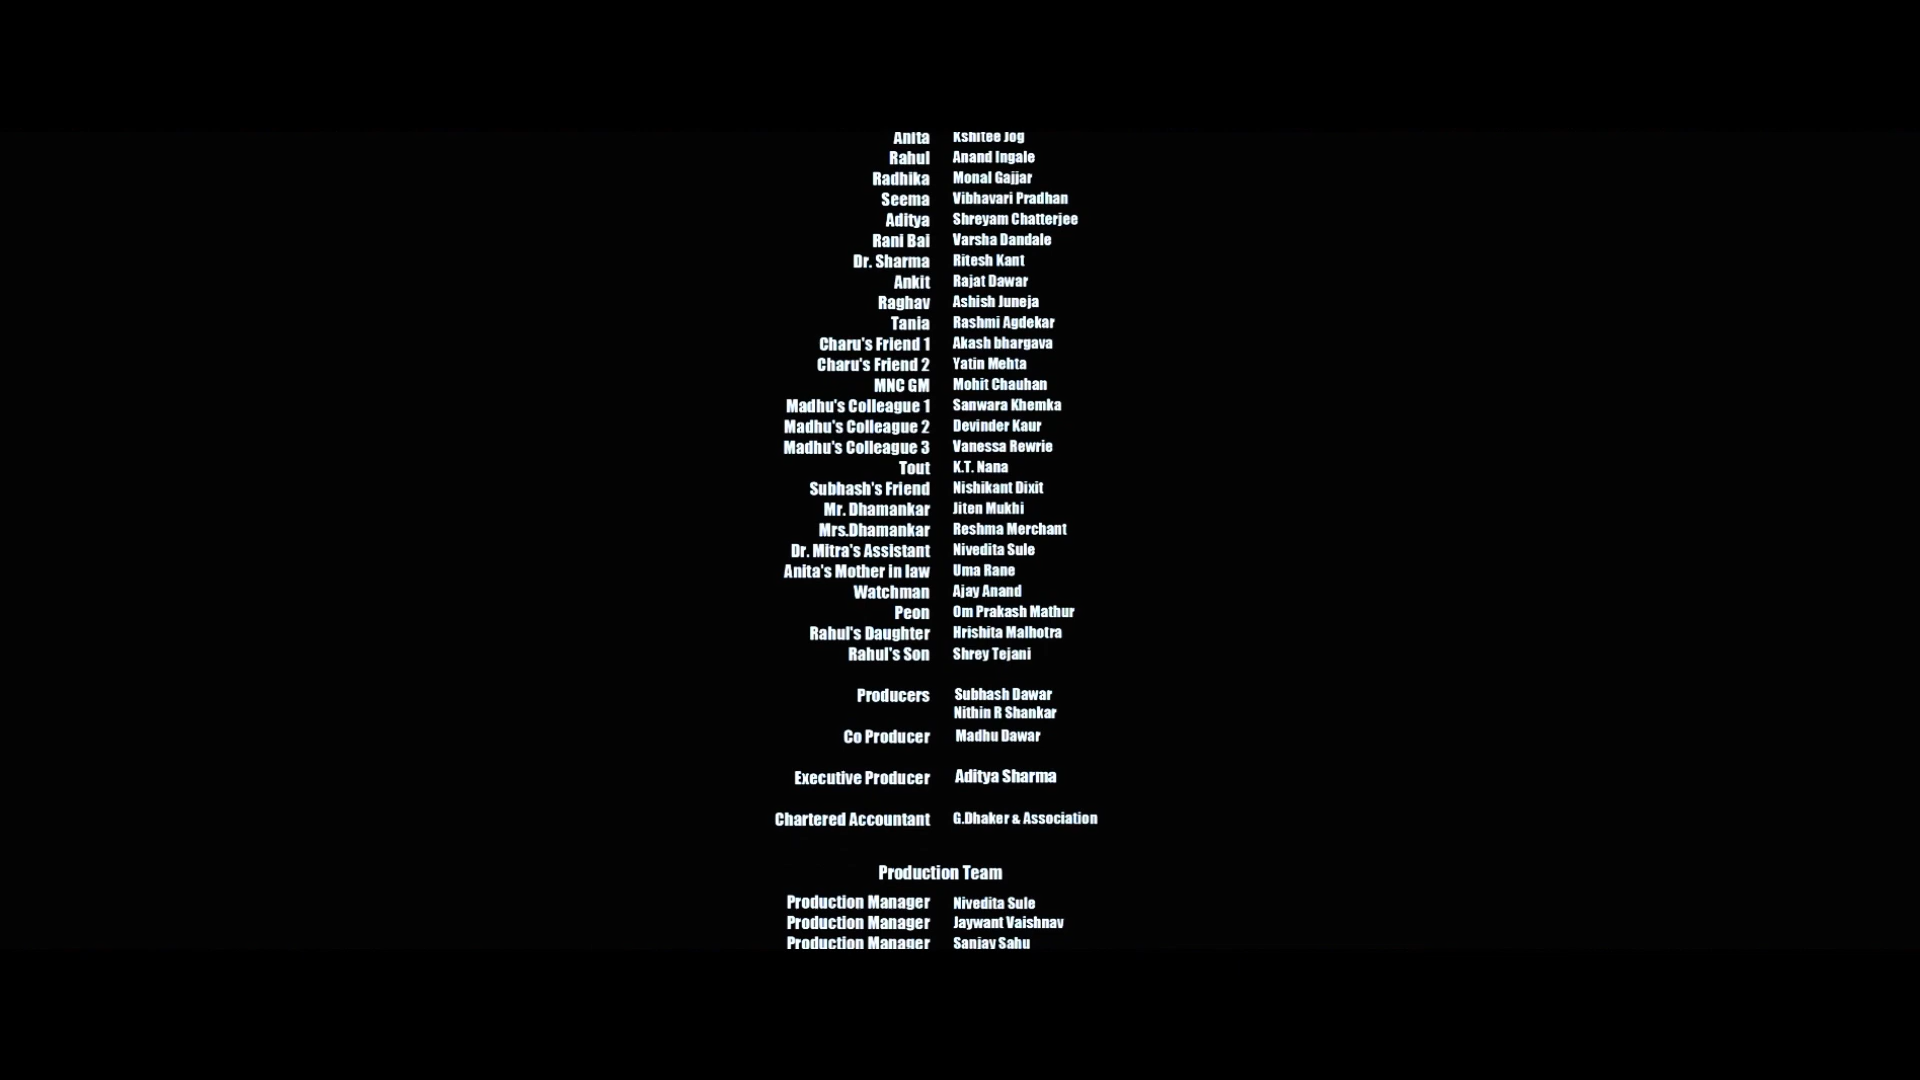 Anita Kshitee Jog
Rahul Anand Ingale
Radhika Monal Gajjar
Seema Vibhavari Pradhan
Aditya Shreyam Chatterjee
Rani Bai Varsha Dandale
Dr. Sharma Ritesh Kant
Ankit Rajat Dawar
Raghav Ashish Juneja
Tania Rashmi Agdekar
Charu's Friend 1 Akash bhargava
Charu's Friend 2 Yatin Mehta
MNC GM Mohit Chauhan
Madhu's Colleague 1 Sanwara Khemka
Madhu's Colleague 2 Devinder Kaur
Madhu's Colleague 3 Vanessa Rewrie
Tout K.T. Nana
Subhash's Friend Nishikant Dixit
Mr. Dhamankar Jiten Mukhi
Mrs.Dhamankar Reshma Merchant
Dr. Mitra's Assistant Nivedita Sule
Anita's Mother in law Uma Rane
Watchman Ajay Anand
Peon Om Prakash Mathur
Rahul's Daughter Hrishita Malhotra
Rahul's Son Shrey Tejani
Producers Subhash Dawar
Nithin R Shankar
Co Producer Madhu Dawar
Executive Producer Aditya Sharma
Chartered Accountant G.Dhaker & Association
Production Team
Production Manager Nivedita Sule
Production Manager Jaywant Vaishnav
Production Manager Sanjay Sahu